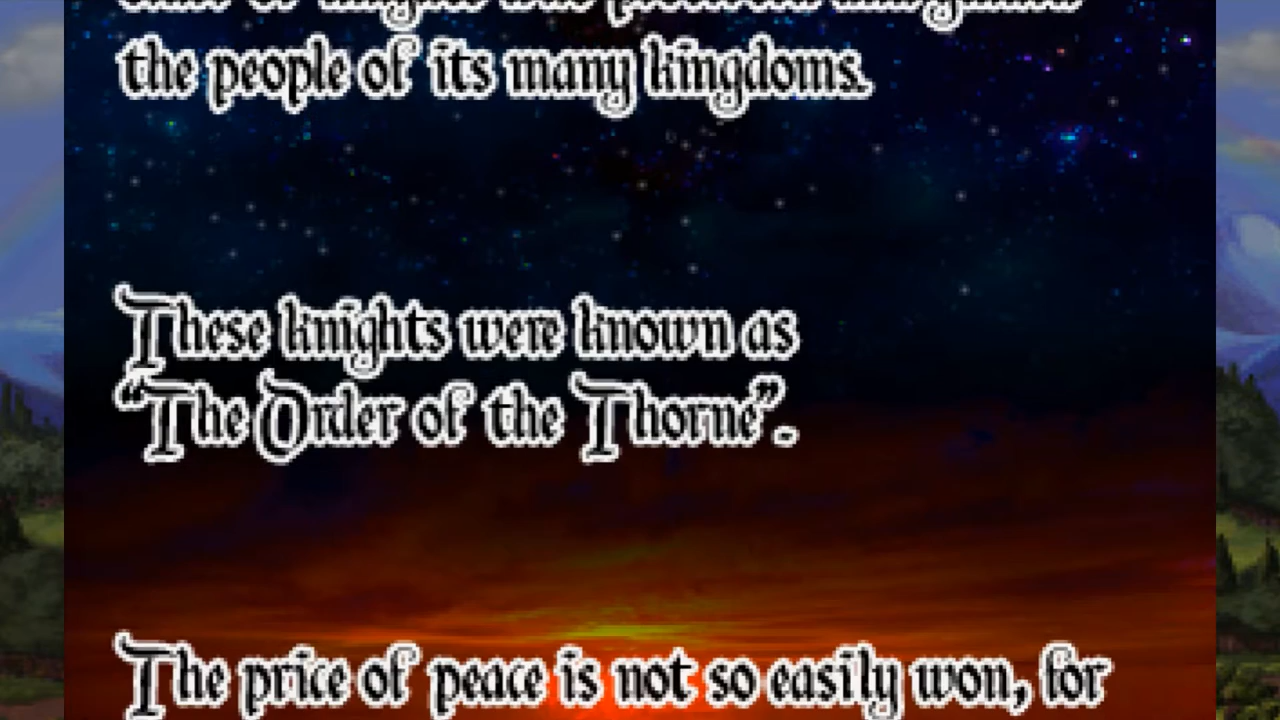 the people of its many kingdoms.
These knights were known as
“The Order of the Thorne”.
The price of peace is not so easily won, for